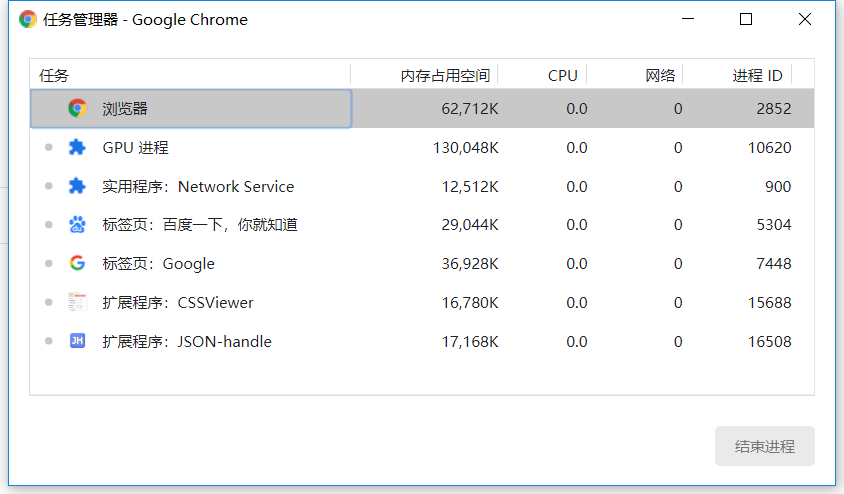 任务管理器 - Google Chrome
任务 内存占用空间 CPU 网络 进程 ID
浏览器 62,712K 0.0 0 2852
GPU 进程 130,048K 0.0 0 10620
实用程序：Network Service 12,512K 0.0 0 900
标签页：百度一下，你就知道 29,044K 0.0 0 5304
标签页：Google 36,928K 0.0 0 7448
扩展程序：CSSViewer 16,780K 0.0 0 15688
JH 扩展程序：JSON-handle 17,168K 0.0 0 16508
结束进程